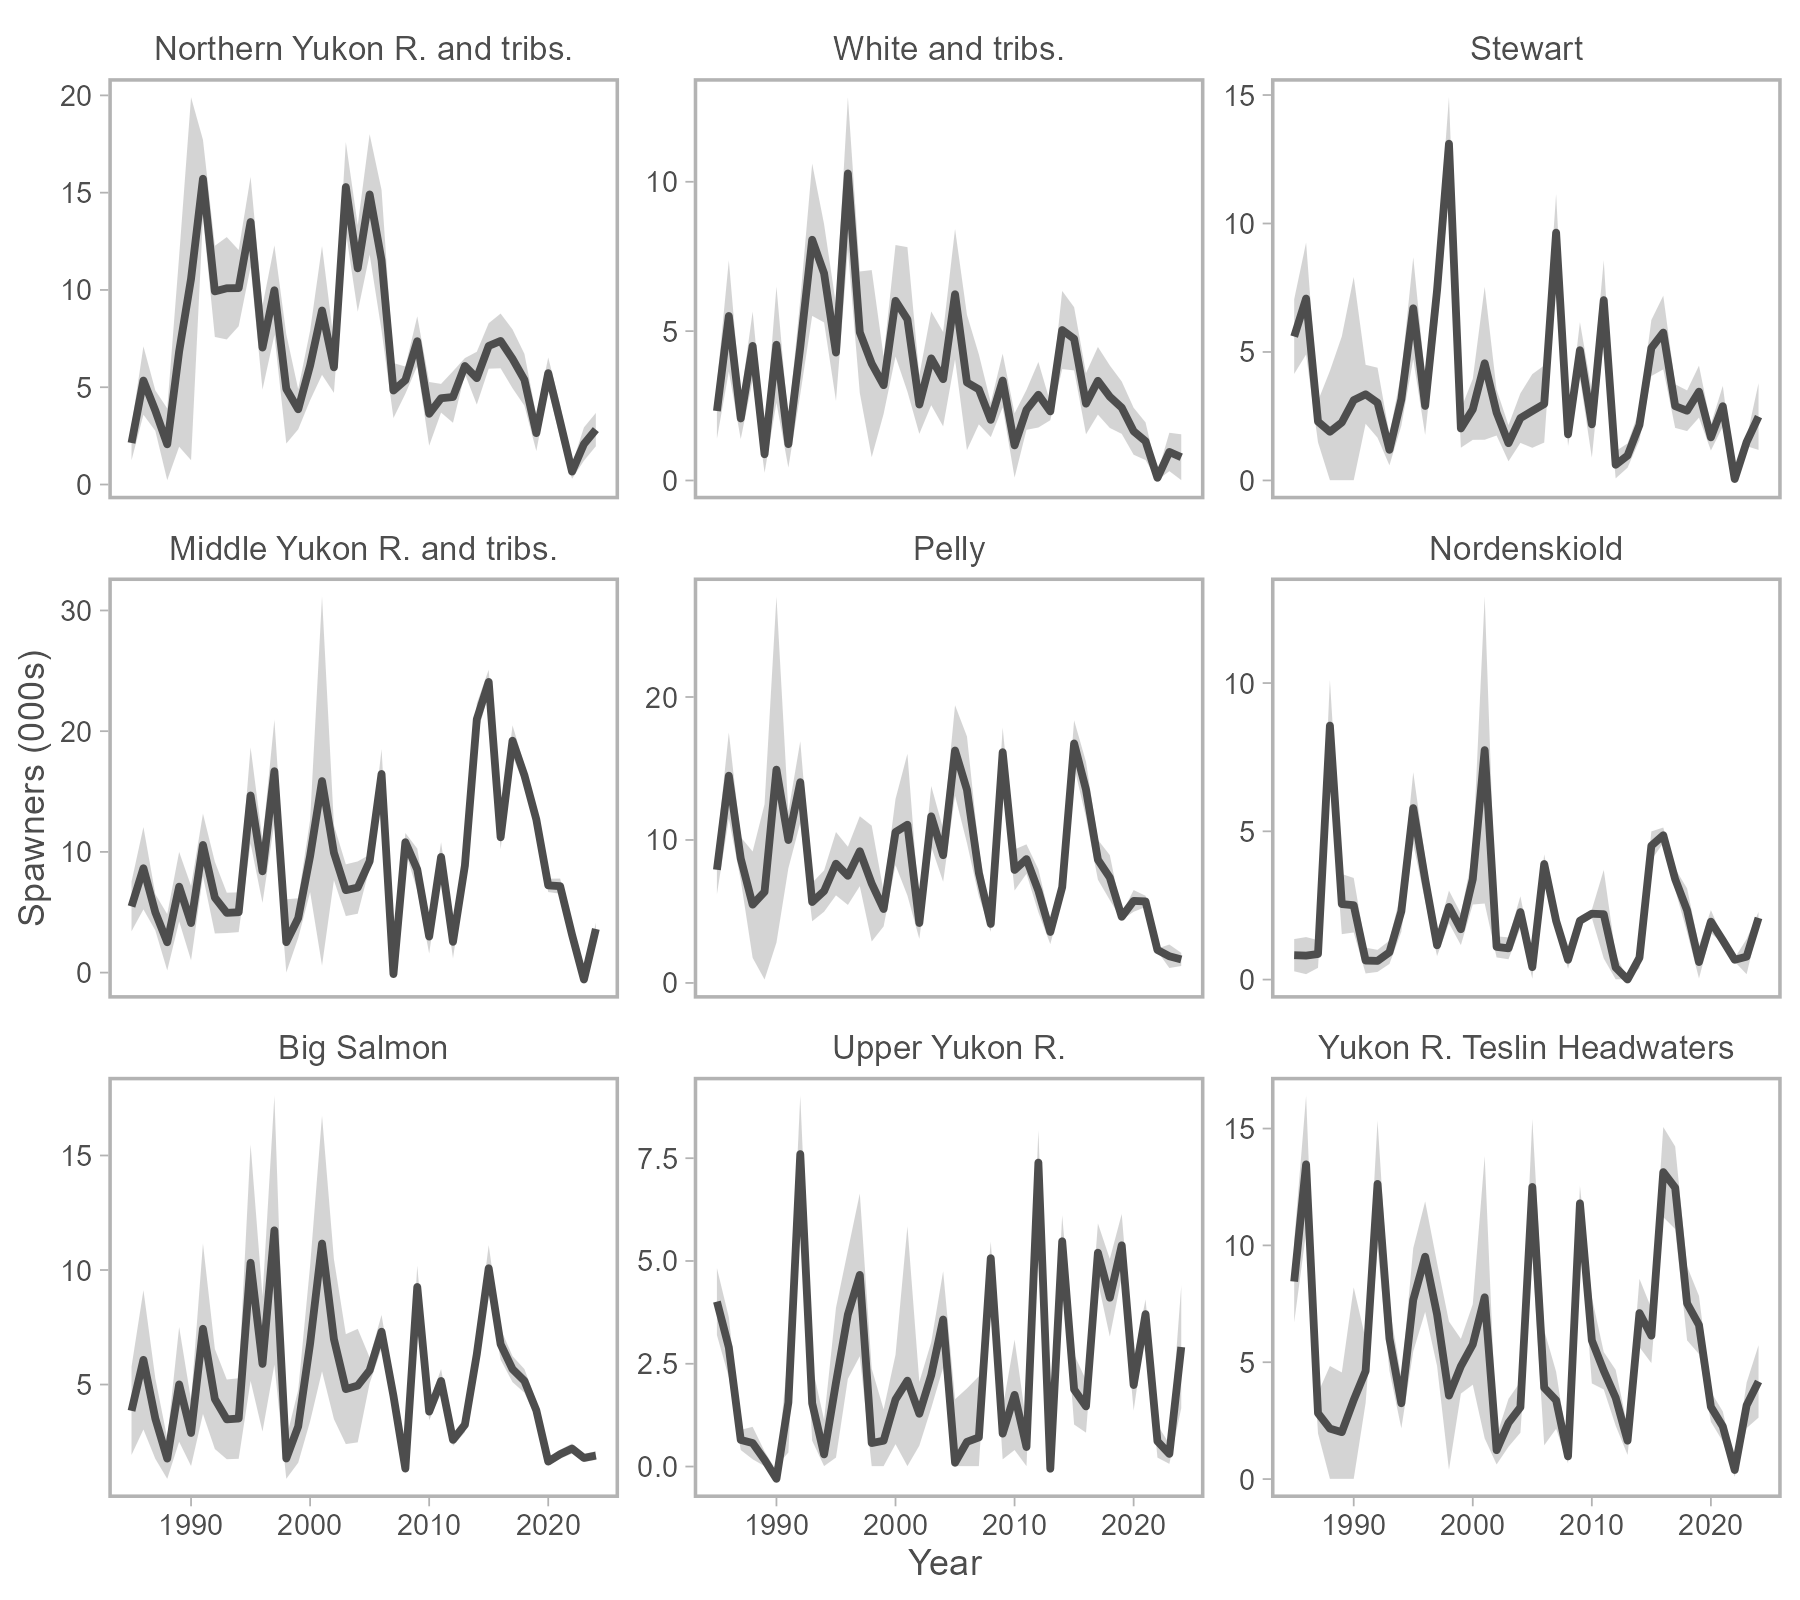 Northern Yukon R. and tribs.
White and tribs.
Stewart
20
15
10
5
0
10
5
0
15
10
5
0
Middle Yukon R. and tribs.
Pelly
Nordenskiold
Spawners (000s)
30
20
10
0
20
10
0
10
5
0
Big Salmon
Upper Yukon R.
Yukon R. Teslin Headwaters
15
10
5
7.5
5.0
2.5
0.0
15
10
5
0
1990 2000 2010 2020
1990 2000 2010 2020
1990 2000 2010 2020
Year